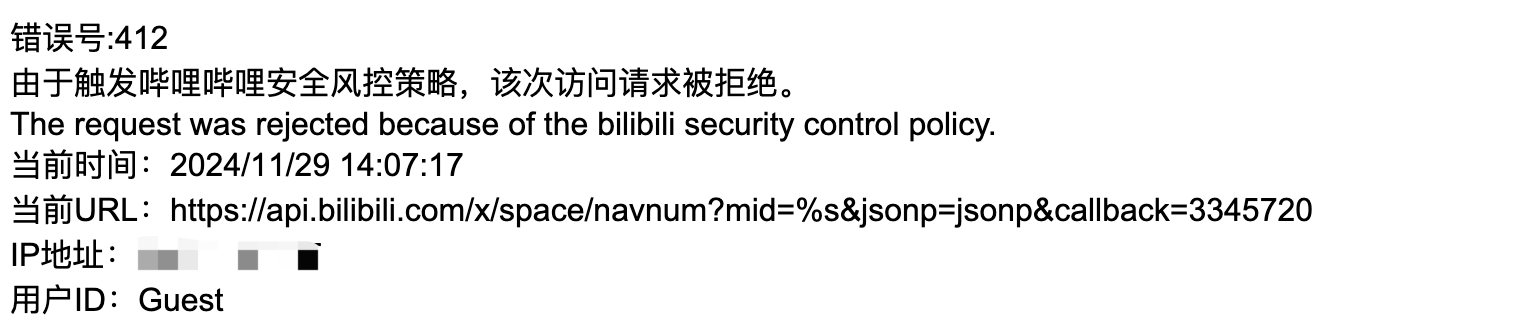 错误号:412
由于触发哔哩哔哩安全风控策略，该次访问请求被拒绝。
The request was rejected because of the bilibili security control policy.
当前时间：2024/11/29 14:07:17
当前URL：https://api.bilibili.com/x/space/navnum?mid=%s&jsonp=jsonp&callback=3345720
IP地址：
用户ID：Guest